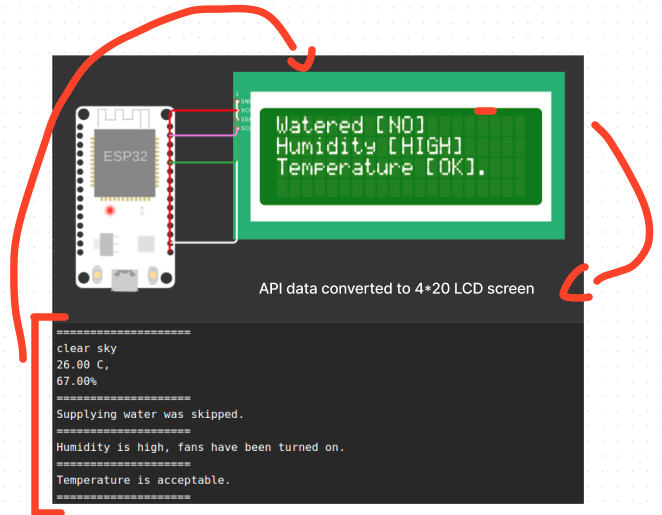 ESP32
1
GND
VCC
SDA
SCL
Watered [NO]
Humidity [HIGH]
Temperature [OK].
API data converted to 4*20 LCD screen
====================
clear sky
26.00 C,
67.00%
====================
Supplying water was skipped.
====================
Humidity is high, fans have been turned on.
====================
Temperature is acceptable.
====================